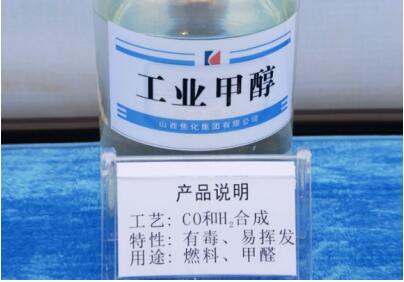 工业甲醇
山西焦化集团有限公司
产品说明
工艺: CO和H₂合成
特性: 有毒、易挥发
用途: 燃料、甲醛